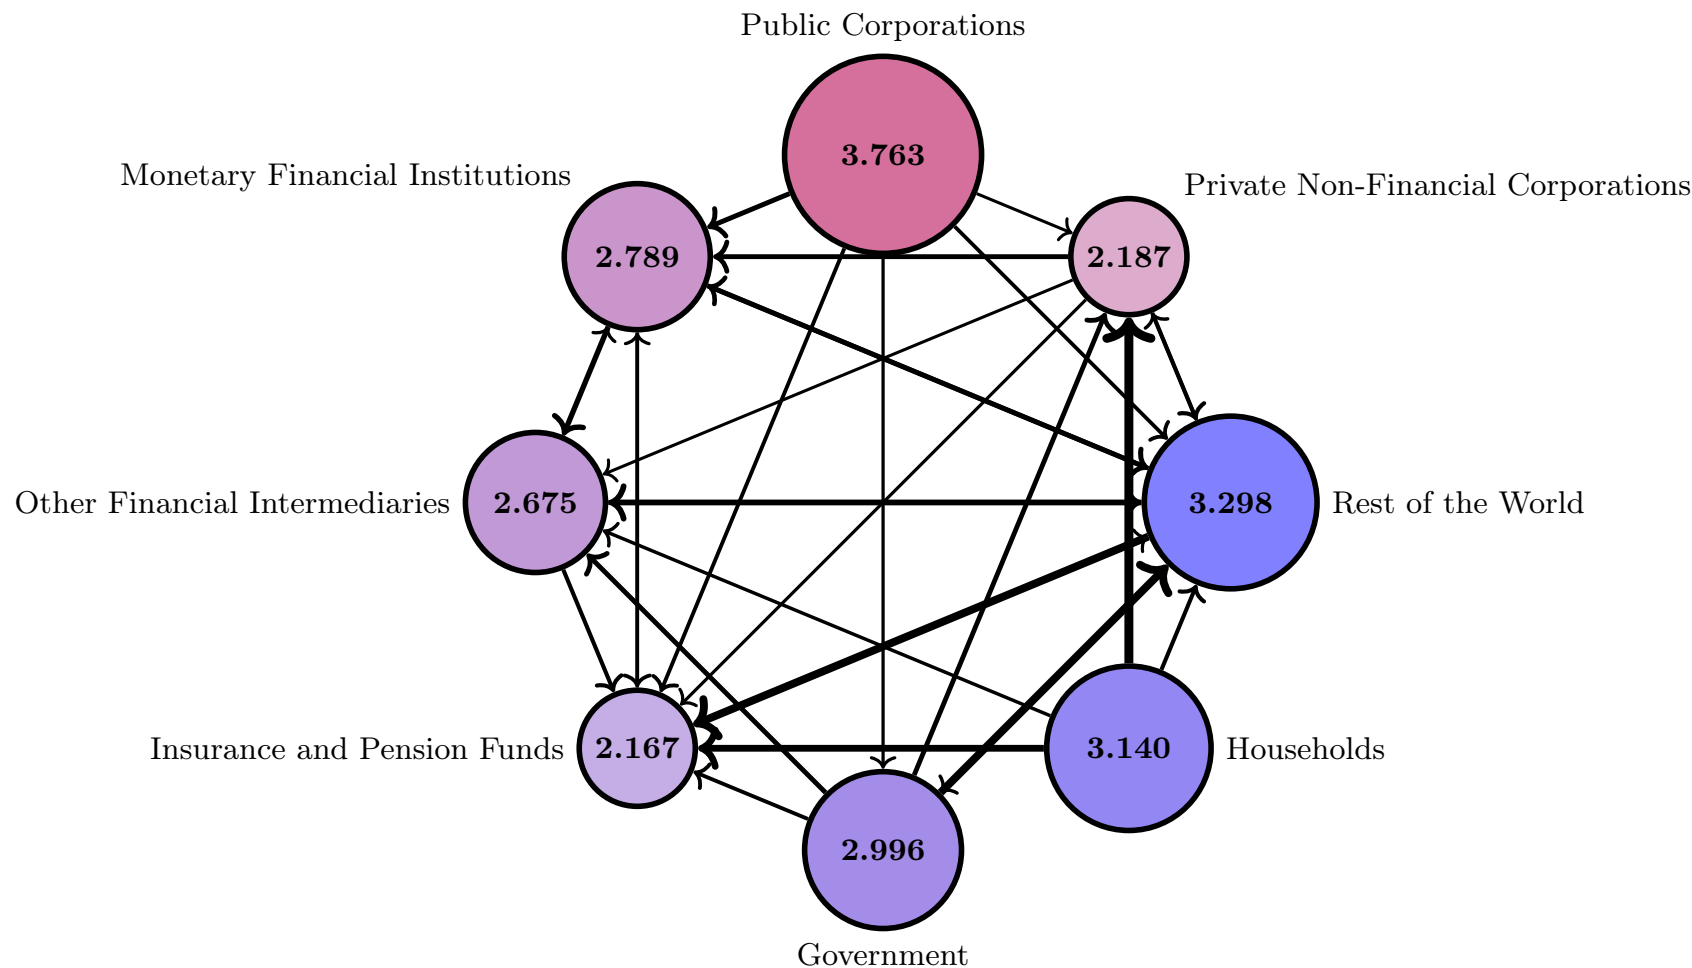 Public Corporations
3.763
Monetary Financial Institutions
Private Non-Financial Corporations
2.789
2.187
Other Financial Intermediaries
2.675
3.298
Rest of the World
Insurance and Pension Funds
2.167
3.140
Households
2.996
Government